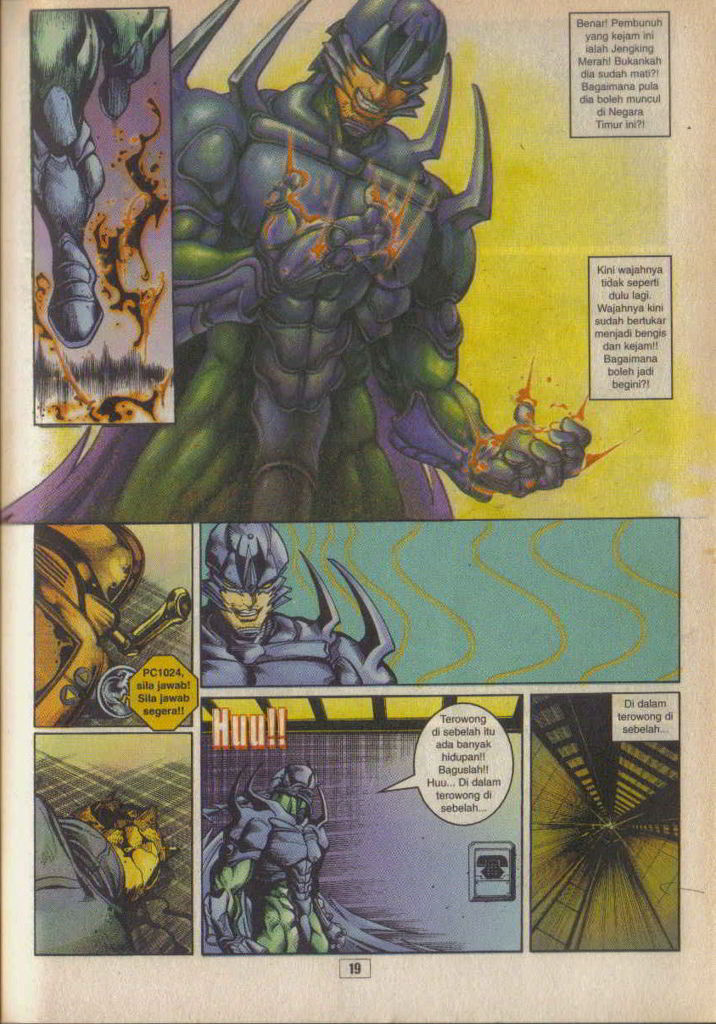 Benar! Pembunuh
yang kejam ini
ialah Jengking
Merah! Bukankah
dia sudah mati?!
Bagaimana pula
dia boleh muncul
di Negara
Timur ini?!
Kini wajahnya
tidak seperti
dulu lagi.
Wajahnya kini
sudah bertukar
menjadi bengis
dan kejam!!
Bagaimana
boleh jadi
begini?!
PC1024,
sila jawab!
Sila jawab
segera!!
Huu!!
Terowong
di sebelah itu
ada banyak
hidupan!!
Baguslah!!
Huu... Di dalam
terowong di
sebelah...
Di dalam
terowong di
sebelah...
19